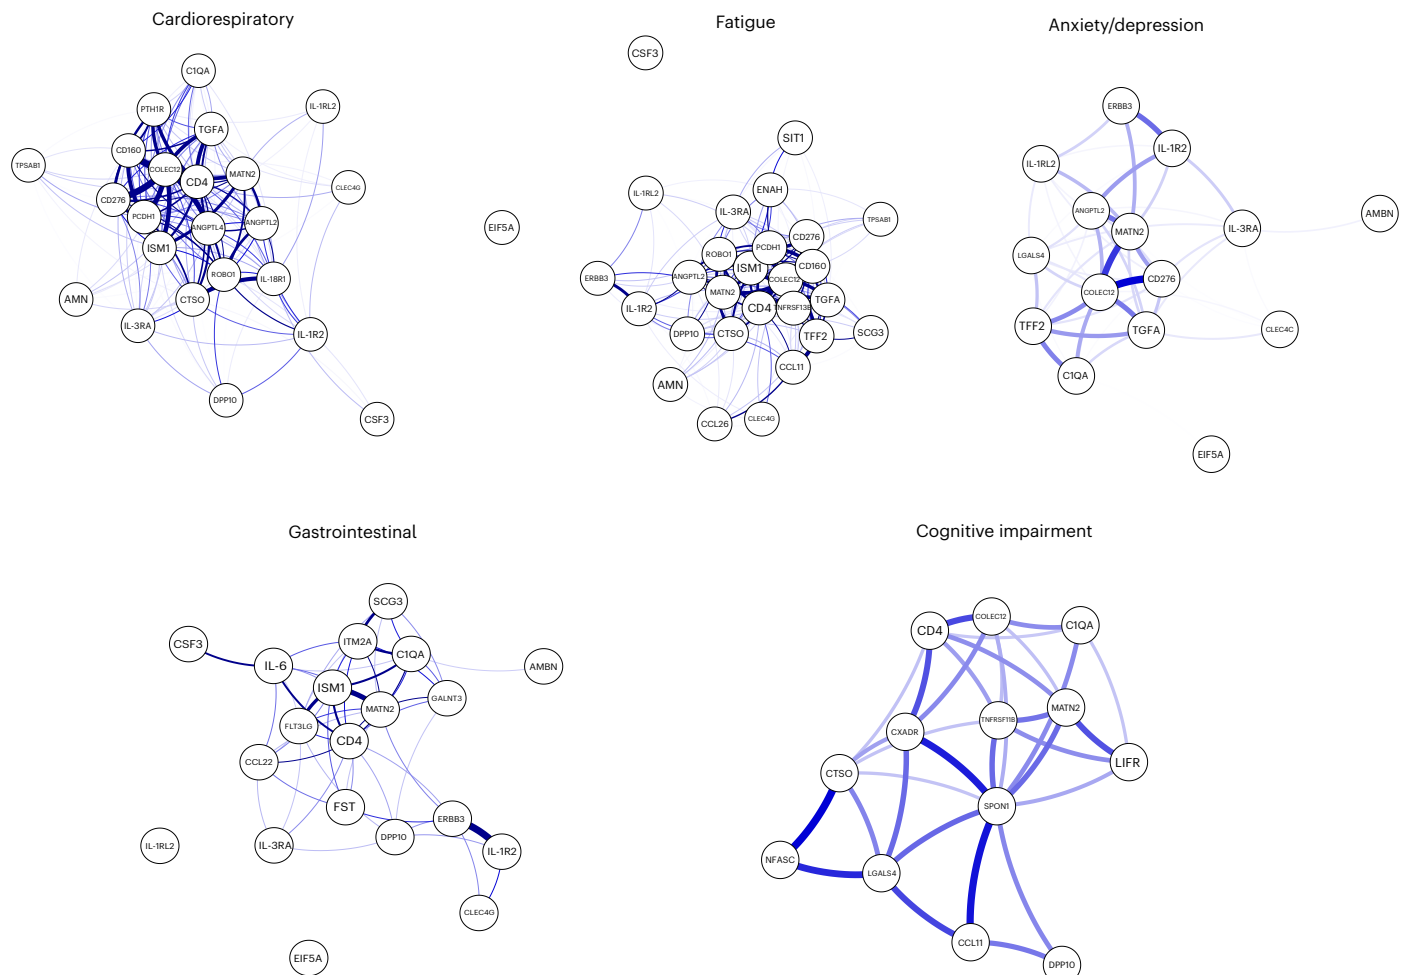 Cardiorespiratory
C1QA
PTH1R
IL-1RL2
TGFA
CD160
TPSAB1
COLEC12
CD4
MATN2
CLEC4G
CD276
PCDH1
ANGPTL4
ANGPTL2
EIF5A
ISM1
ROBO1
IL-18R1
AMN
CTSO
IL-3RA
IL-1R2
DPP10
CSF3
Fatigue
CSF3
SIT1
IL-1RL2
ENAH
IL-3RA
TPSAB1
CD276
PCDH1
ROBO1
ISM1
CD160
ERBB3
ANGPTL2
COLEC12
MATN2
TGFA
IL-1R2
CD4
TNFRSF13B
DPP10
CTSO
TFF2
SCG3
CCL11
AMN
CCL26
CLEC4G
Anxiety/depression
ERBB3
IL-1R2
IL-1RL2
ANGPTL2
AMBN
MATN2
IL-3RA
LGALS4
CD276
COLEC12
TFF2
TGFA
CLEC4C
C1QA
EIF5A
Gastrointestinal
SCG3
CSF3
ITM2A
C1QA
IL-6
AMBN
ISM1
GALNT3
MATN2
FLT3LG
CD4
CCL22
FST
ERBB3
DPP10
IL-1RL2
IL-3RA
IL-1R2
CLEC4G
EIF5A
Cognitive impairment
COLEC12
CD4
C1QA
MATN2
TNFRSF11B
CXADR
LIFR
CTSO
SPON1
NFASC
LGALS4
CCL11
DPP10